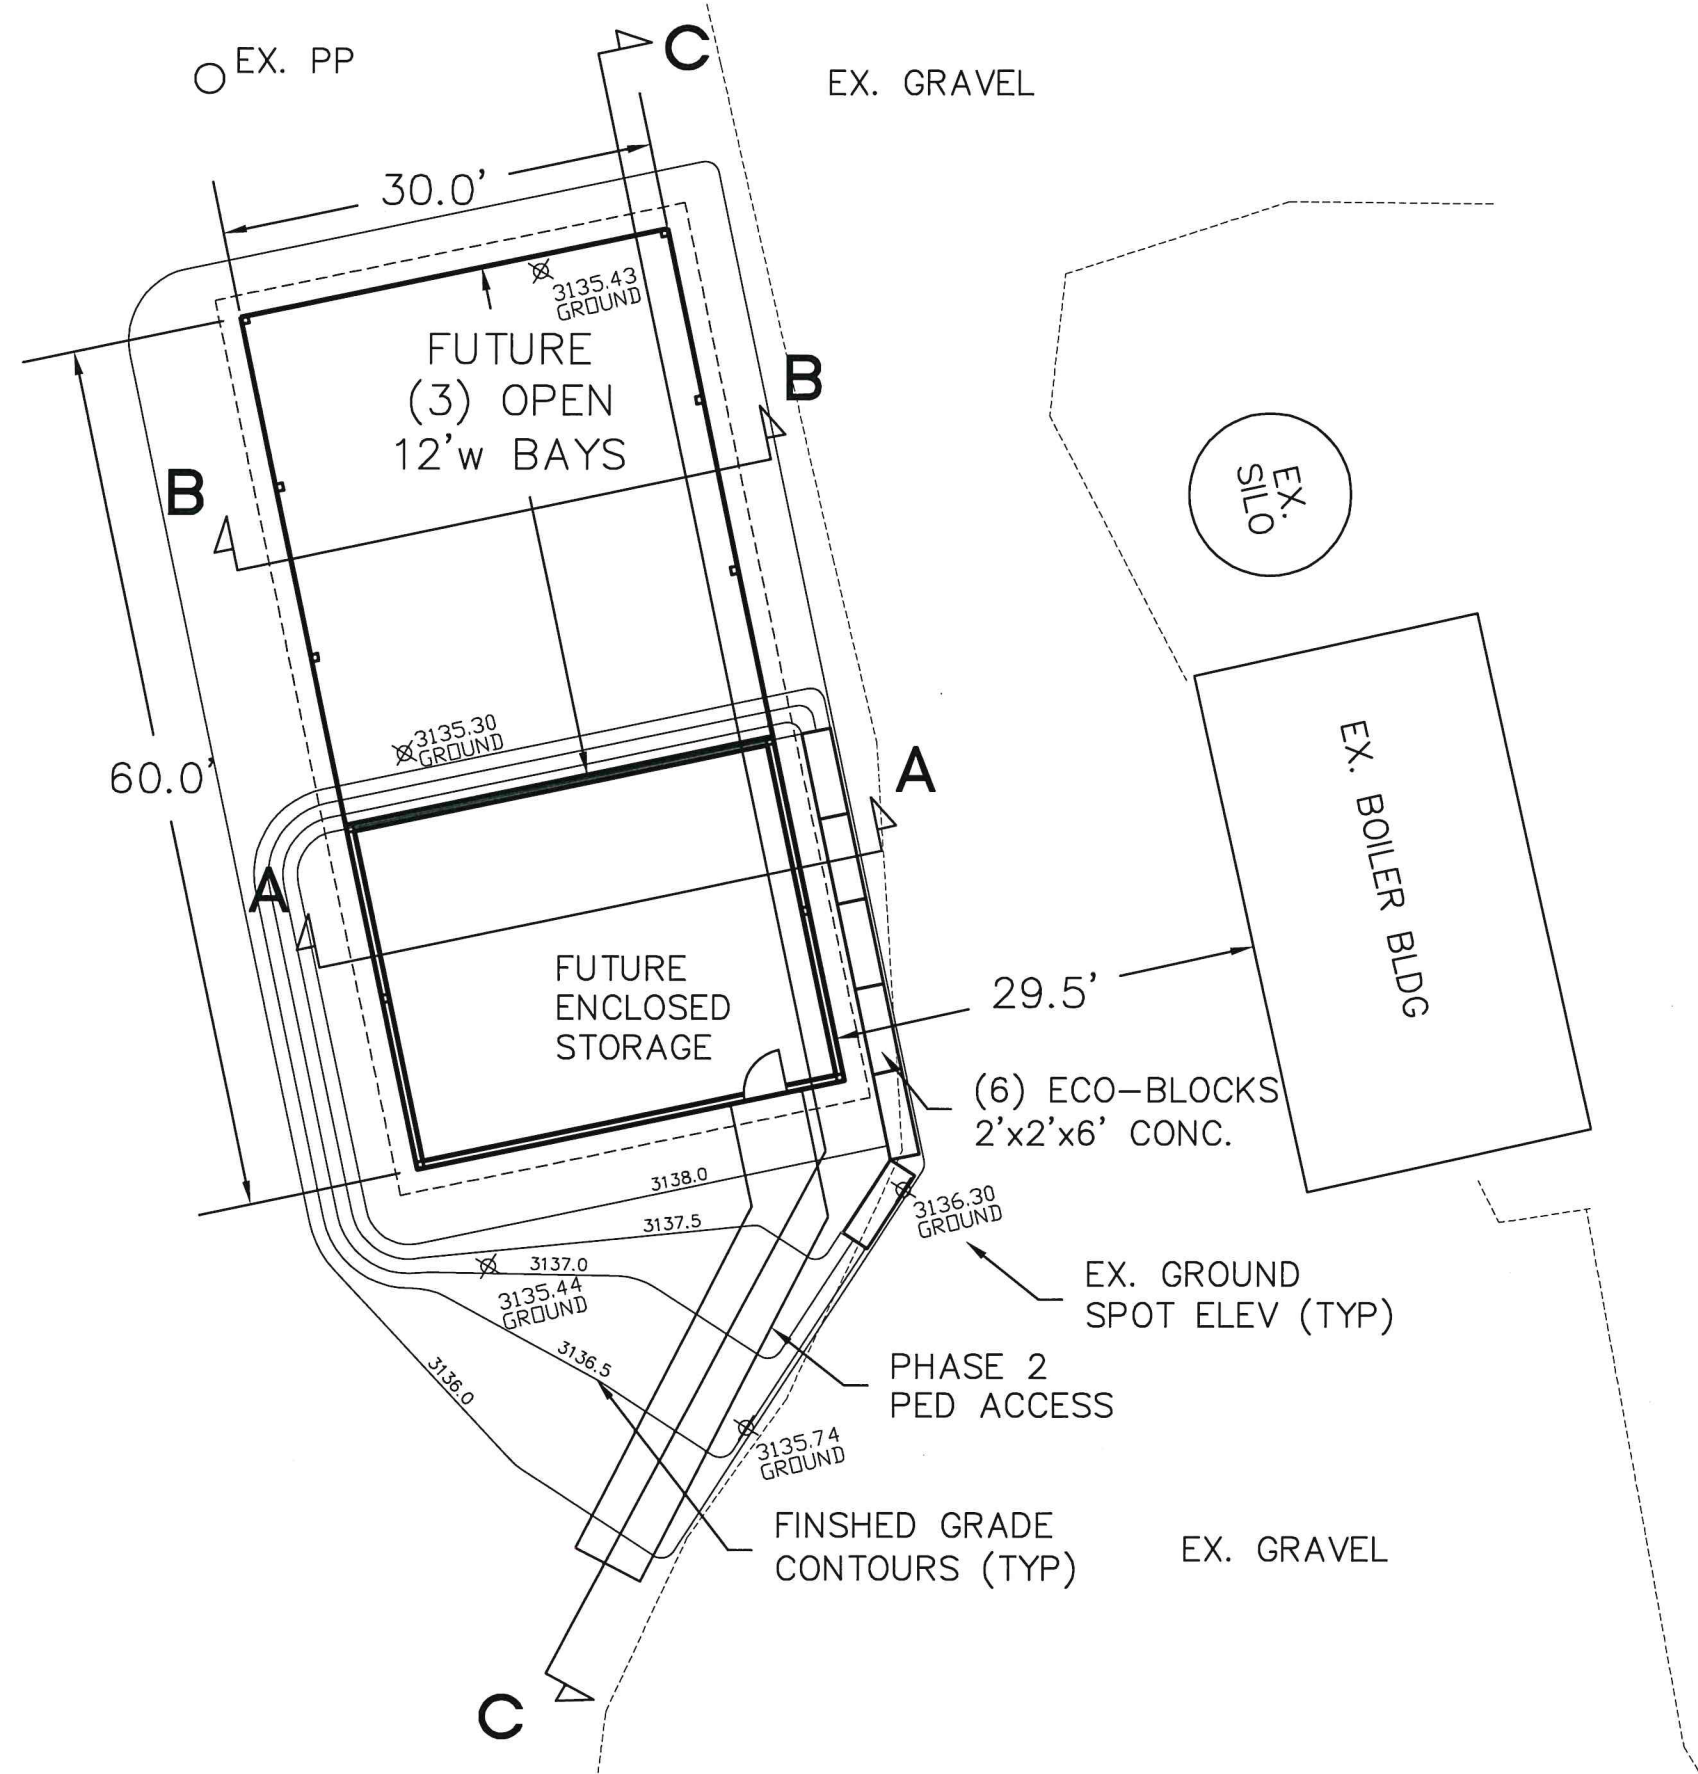 EX. PP
C
EX. GRAVEL
30.0'
3135.43
GROUND
FUTURE
(3) OPEN
12'w BAYS
B
B
EX.
SILO
3135.30
GROUND
60.0'
A
A
EX. BOILER BLDG
FUTURE
ENCLOSED
STORAGE
29.5'
(6) ECO-BLOCKS
2'x2'x6' CONC.
3138.0
3136.30
GROUND
3137.5
3137.0
3135.44
GROUND
EX. GROUND
SPOT ELEV (TYP)
3136.5
3136.0
PHASE 2
PED ACCESS
3135.74
GROUND
FINSHED GRADE
CONTOURS (TYP)
EX. GRAVEL
C